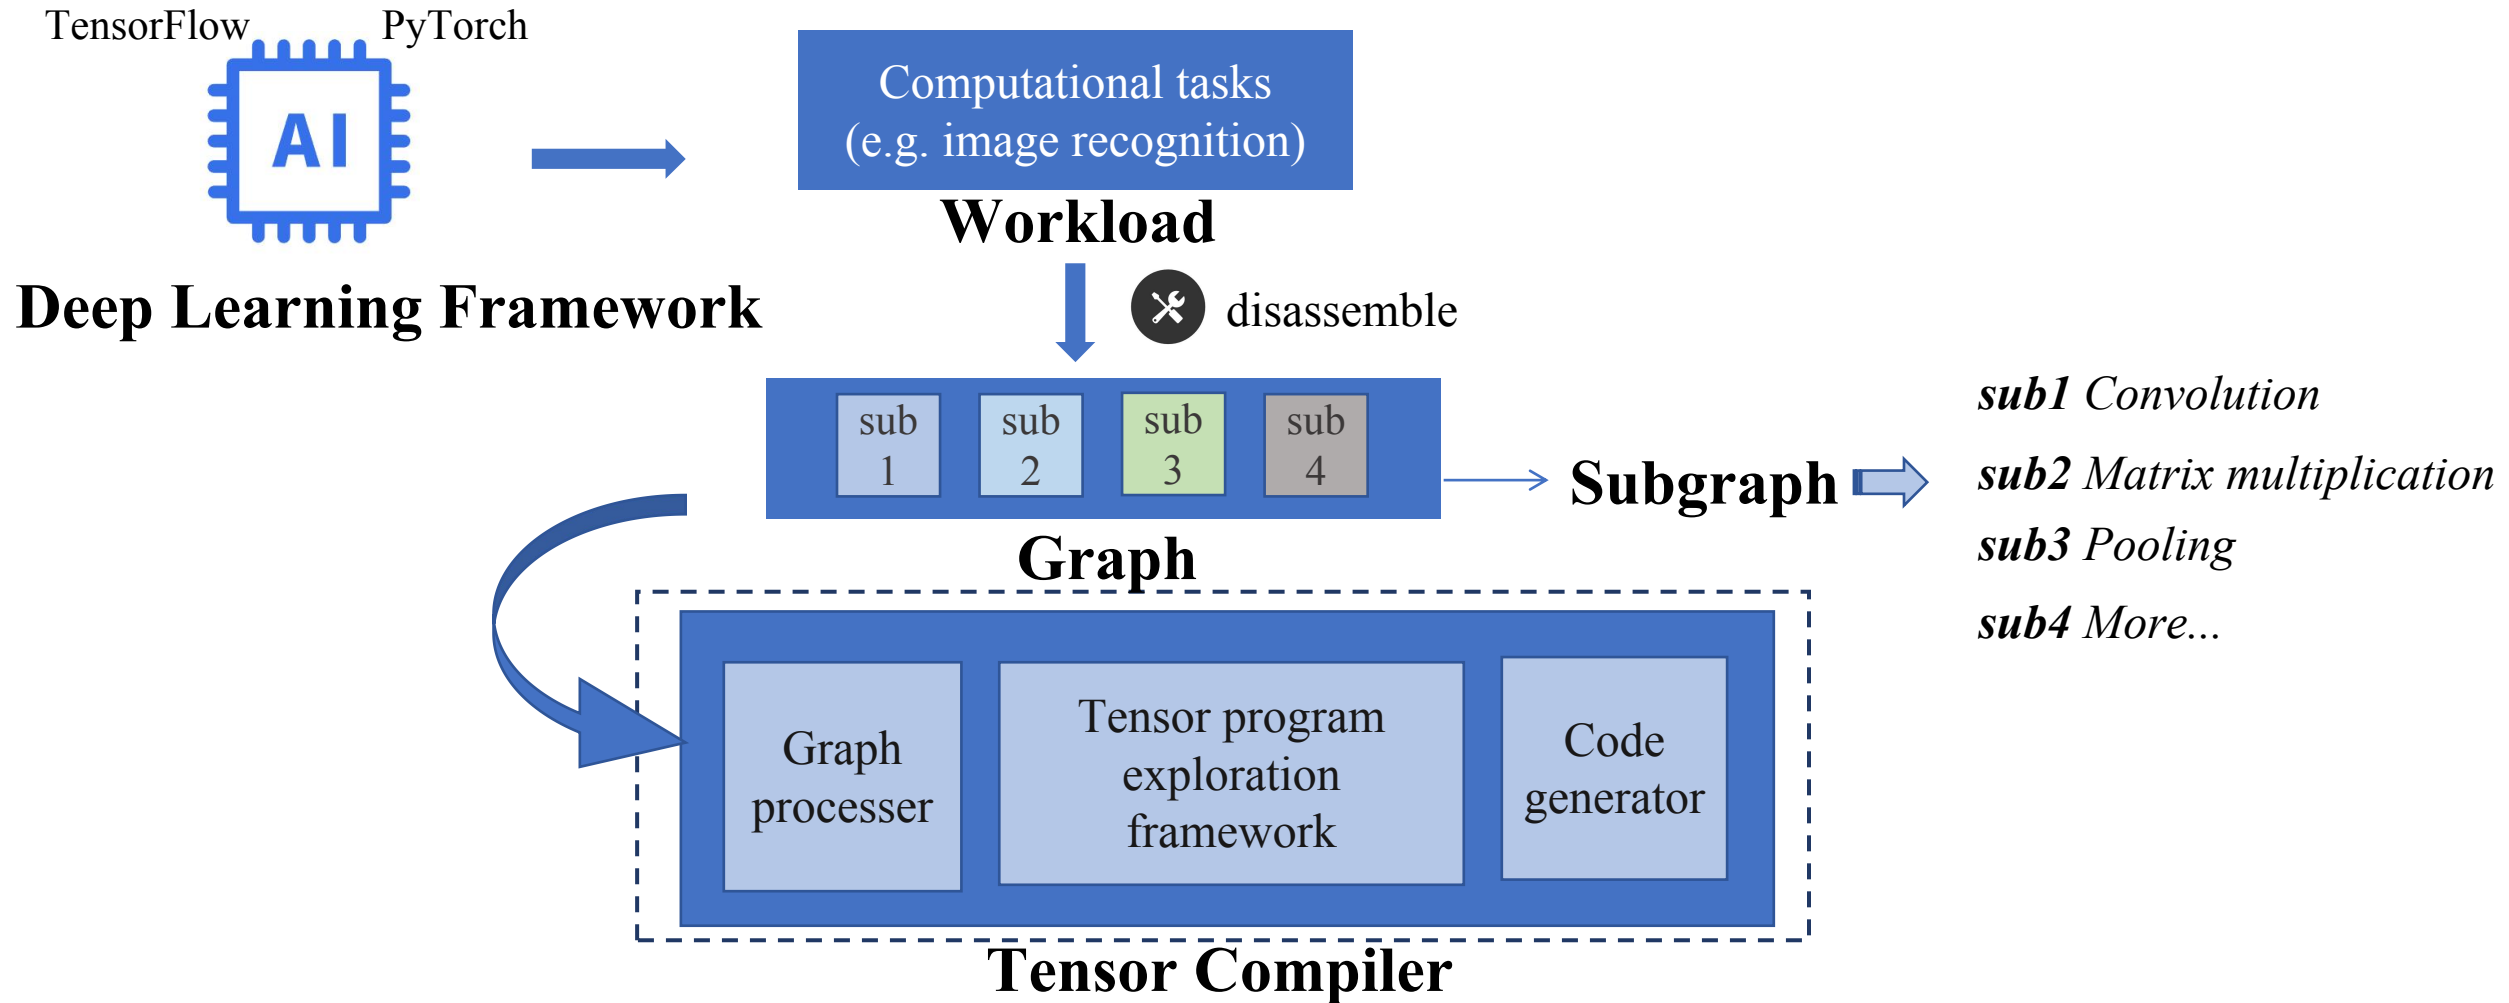 TensorFlow
PyTorch
AI
Deep Learning Framework
Computational tasks
(e.g. image recognition)
Workload
disassemble
sub
1
sub
2
sub
3
sub
4
Graph
Subgraph
sub1 Convolution
sub2 Matrix multiplication
sub3 Pooling
sub4 More...
Graph
processer
Tensor program
exploration
framework
Code
generator
Tensor Compiler